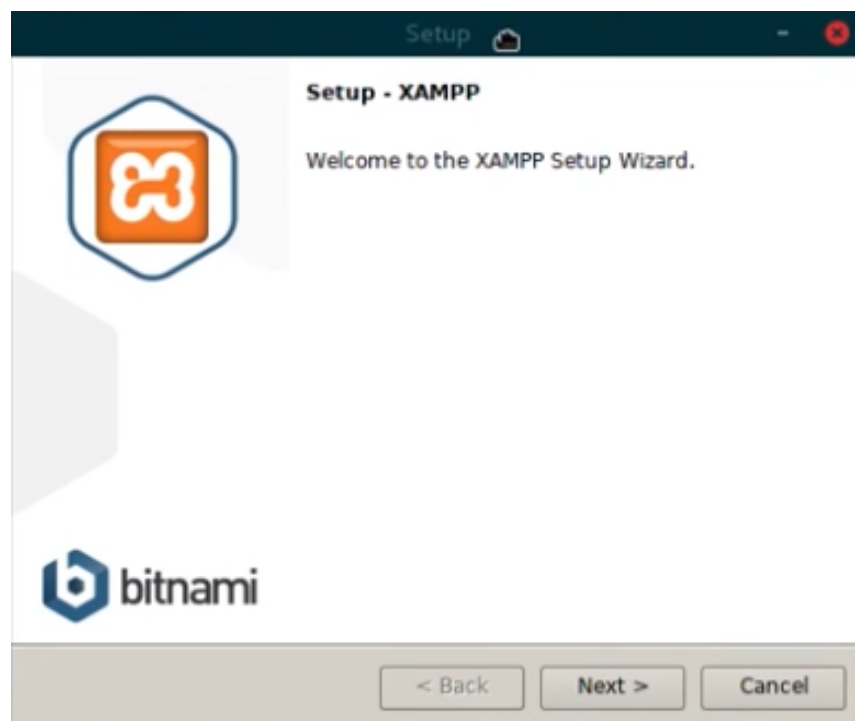 Setup
Setup - XAMPP
Welcome to the XAMPP Setup Wizard.
bitnami
< Back
Next >
Cancel